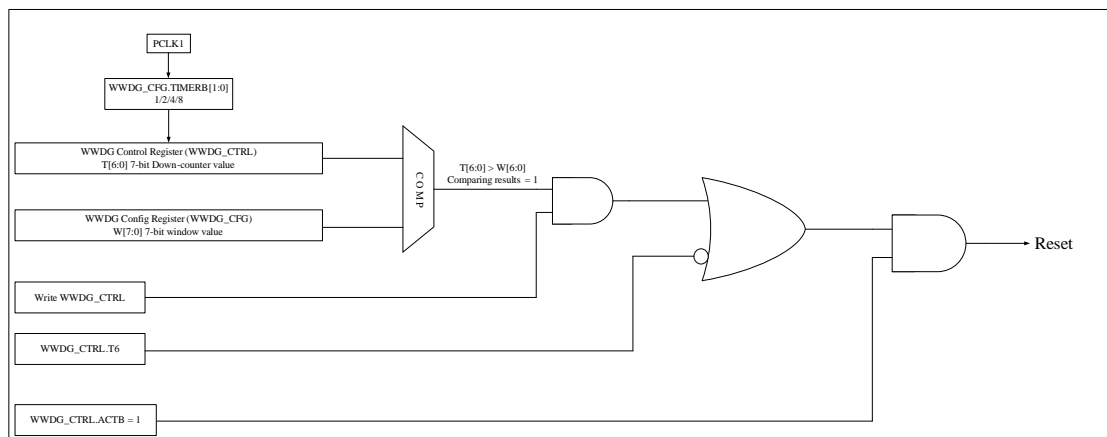 PCLK1
WWDG_CFG.TIMERB[1:0]
1/2/4/8
WWDG Control Register (WWDG_CTRL)
T[6:0] 7-bit Down-counter value
COMP
T[6:0] > W[6:0]
Comparing results = 1
WWDG Config Register (WWDG_CFG)
W[7:0] 7-bit window value
Reset
Write WWDG_CTRL
WWDG_CTRL.T6
WWDG_CTRL.ACTB = 1